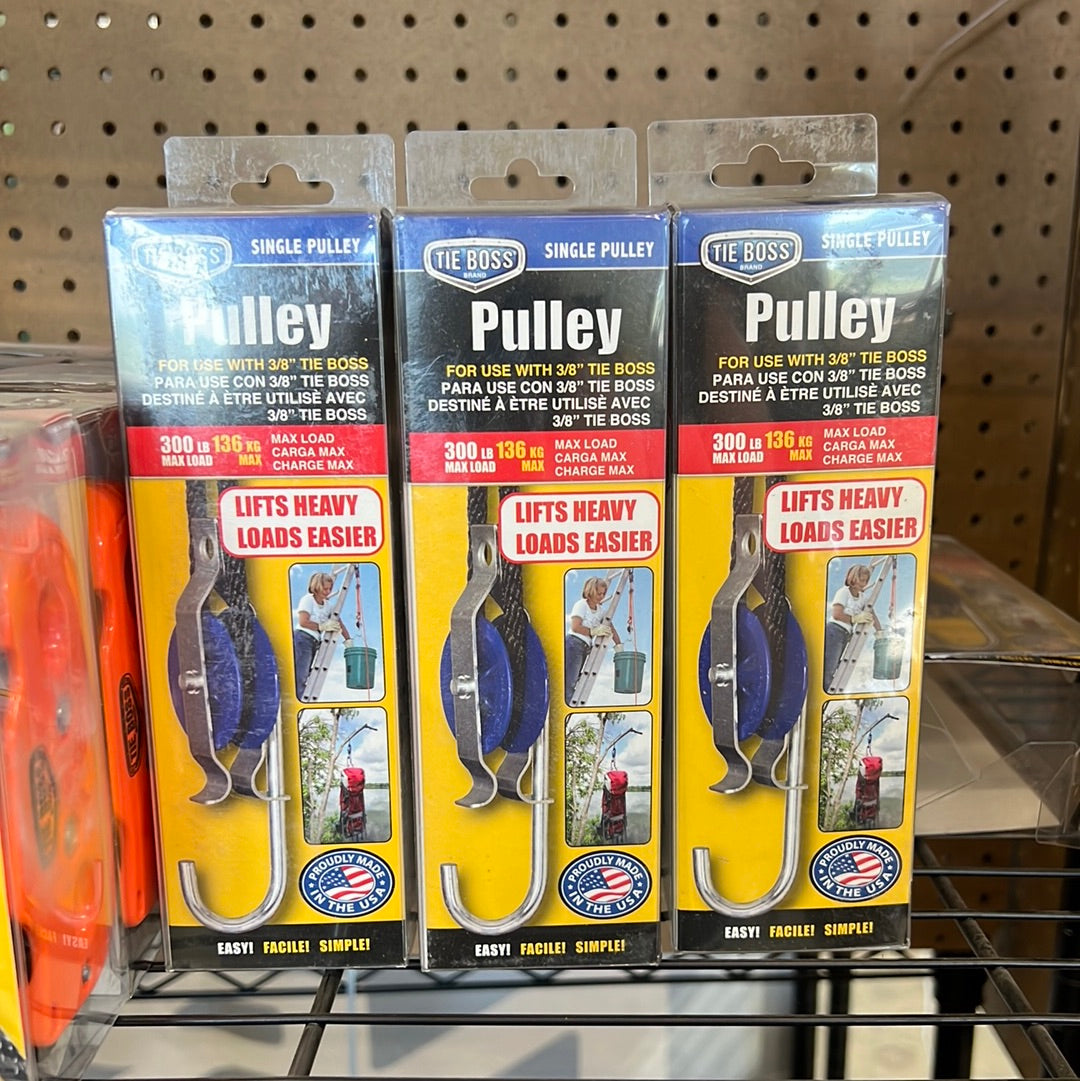 TIE BOSS
SINGLE PULLEY
Pulley
FOR USE WITH 3/8” TIE BOSS
PARA USE CON 3/8” TIE BOSS
DESTINÉ À ÈTRE UTILISÈ AVEC
3/8” TIE BOSS
300 LB 136 KG
MAX LOAD MAX
MAX LOAD
CARGA MAX
CHARGE MAX
LIFTS HEAVY
LOADS EASIER
PROUDLY MADE
IN THE USA
EASY! FACILE! SIMPLE!
TIE BOSS
BRAND
SINGLE PULLEY
Pulley
FOR USE WITH 3/8” TIE BOSS
PARA USE CON 3/8” TIE BOSS
DESTINÉ À ÈTRE UTILISÈ AVEC
3/8” TIE BOSS
300 LB 136 KG
MAX LOAD MAX
MAX LOAD
CARGA MAX
CHARGE MAX
LIFTS HEAVY
LOADS EASIER
PROUDLY MADE
IN THE USA
EASY! FACILE! SIMPLE!
TIE BOSS
BRAND
SINGLE PULLEY
Pulley
FOR USE WITH 3/8” TIE BOSS
PARA USE CON 3/8” TIE BOSS
DESTINÉ À ÈTRE UTILISÈ AVEC
3/8” TIE BOSS
300 LB 136 KG
MAX LOAD MAX
MAX LOAD
CARGA MAX
CHARGE MAX
LIFTS HEAVY
LOADS EASIER
PROUDLY MADE
IN THE USA
EASY! FACILE! SIMPLE!
EASY!